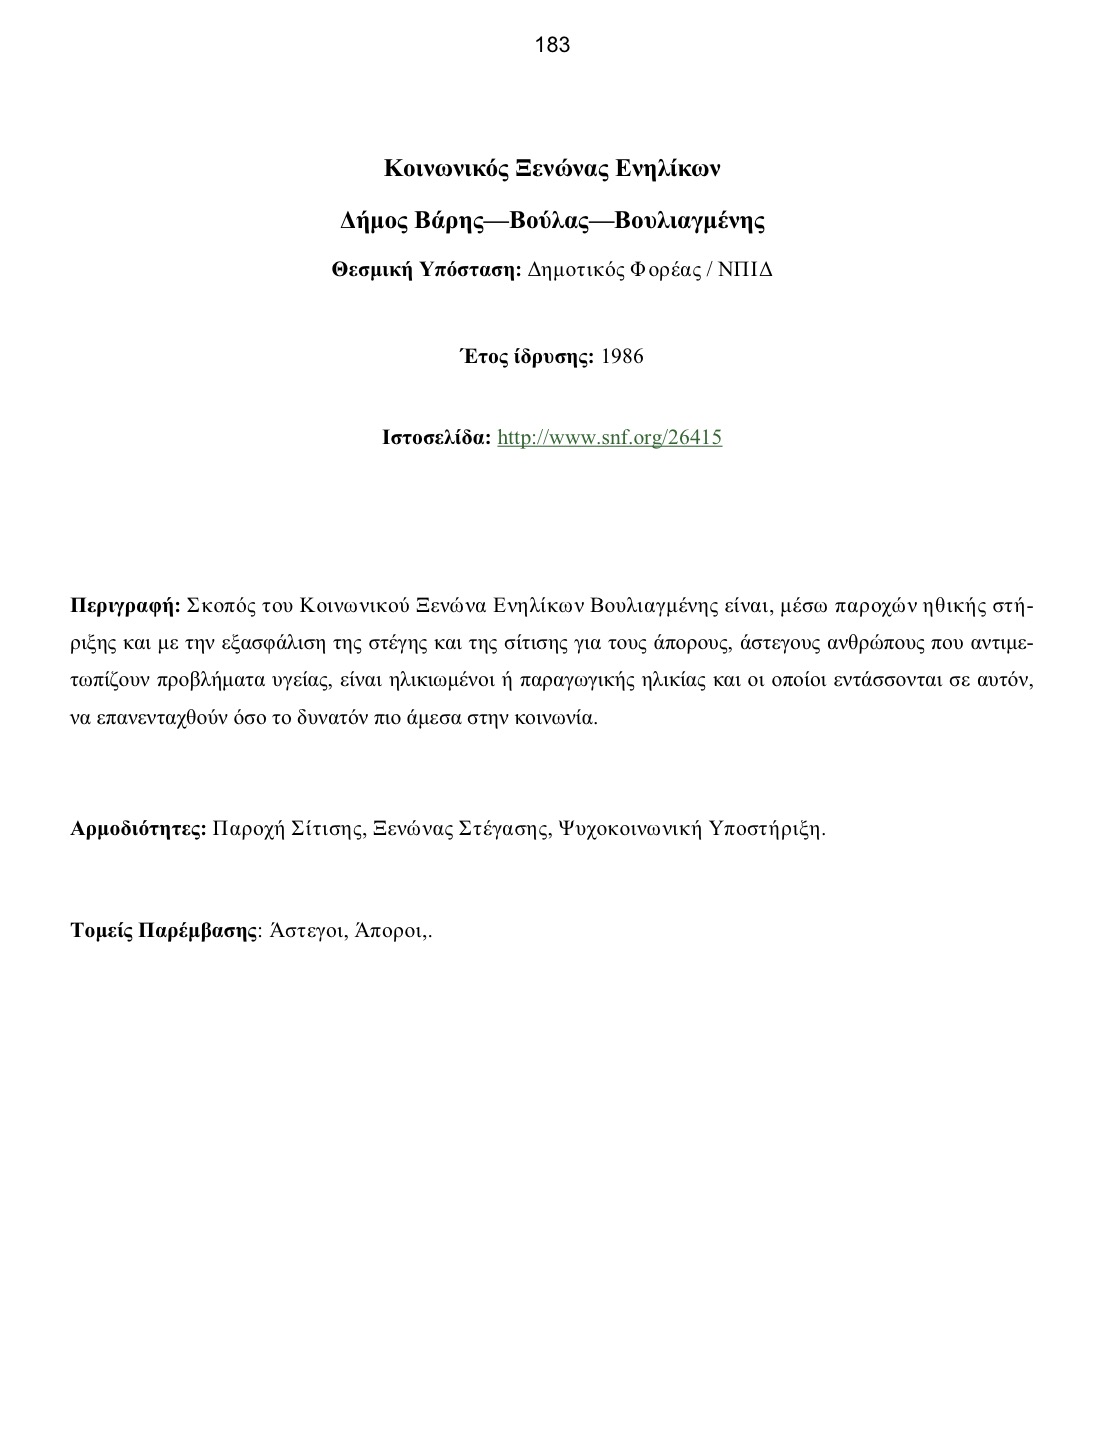 183
Κοινωνικός Ξενώνας Ενηλίκων
Δήμος Βάρης—Βούλας—Βουλιαγμένης
Θεσμική Υπόσταση: Δημοτικός Φορέας / ΝΠΙΔ
Έτος ίδρυσης: 1986
Ιστοσελίδα: http://www.snf.org/26415
Περιγραφή: Σκοπός του Κοινωνικού Ξενώνα Ενηλίκων Βουλιαγμένης είναι, μέσω παροχών ηθικής στή-
ριξης και με την εξασφάλιση της στέγης και της σίτισης για τους άπορους, άστεγους ανθρώπους που αντιμε-
τωπίζουν προβλήματα υγείας, είναι ηλικιωμένοι ή παραγωγικής ηλικίας και οι οποίοι εντάσσονται σε αυτόν,
να επανενταχθούν όσο το δυνατόν πιο άμεσα στην κοινωνία.
Αρμοδιότητες: Παροχή Σίτισης, Ξενώνας Στέγασης, Ψυχοκοινωνική Υποστήριξη.
Τομείς Παρέμβασης: Άστεγοι, Άποροι,.